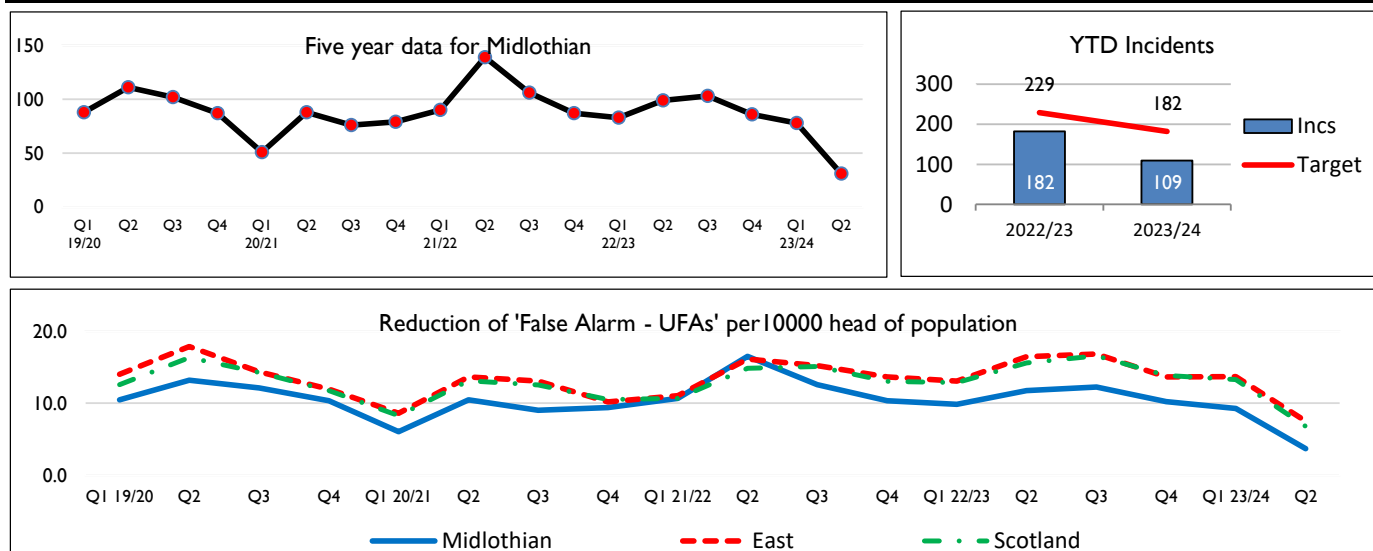 Five year data for Midlothian
150
100
50
0
Q1 Q2 Q3 Q4 Q1 Q2 Q3 Q4 Q1 Q2 Q3 Q4 Q1 Q2 Q3 Q4 Q1 Q2
19/20 20/21 21/22 22/23 23/24
YTD Incidents
300
200
100
0
229
182
182
109
2022/23 2023/24
Incs
Target
Reduction of 'False Alarm - UFAs' per10000 head of population
20.0
10.0
0.0
Q1 19/20 Q2 Q3 Q4 Q1 20/21 Q2 Q3 Q4 Q1 21/22 Q2 Q3 Q4 Q1 22/23 Q2 Q3 Q4 Q1 23/24 Q2
Midlothian East Scotland